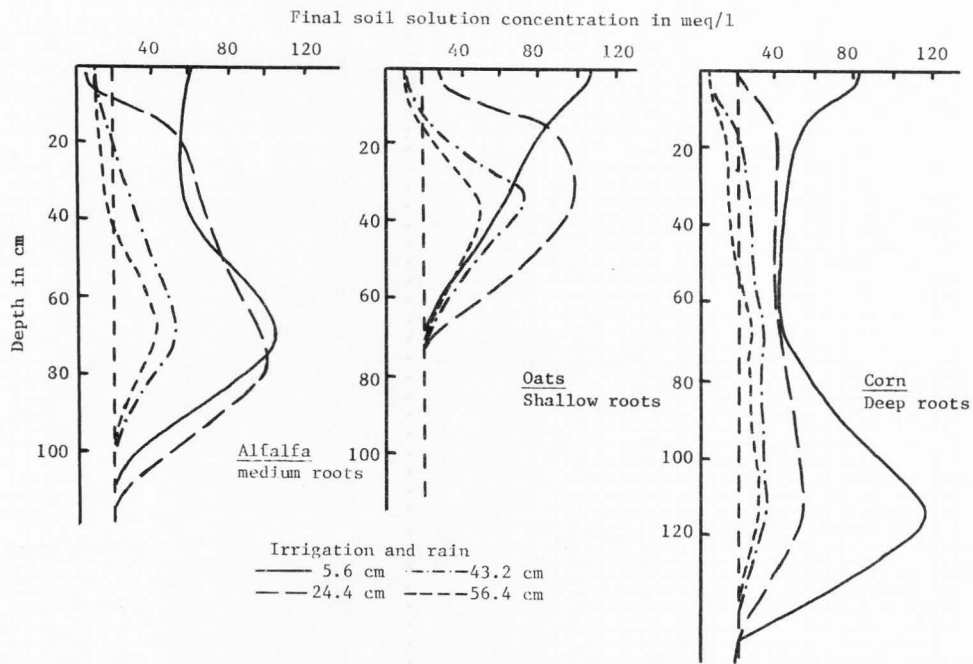 Final soil solution concentration in meq/l
40 80 120
40 80 120
40 80 120
Depth in cm
20
40
60
80
100
Alfalfa
medium roots
20
40
60
80
100
Oats
Shallow roots
20
40
60
80
100
120
Corn
Deep roots
Irrigation and rain
5.6 cm 43.2 cm
24.4 cm 56.4 cm